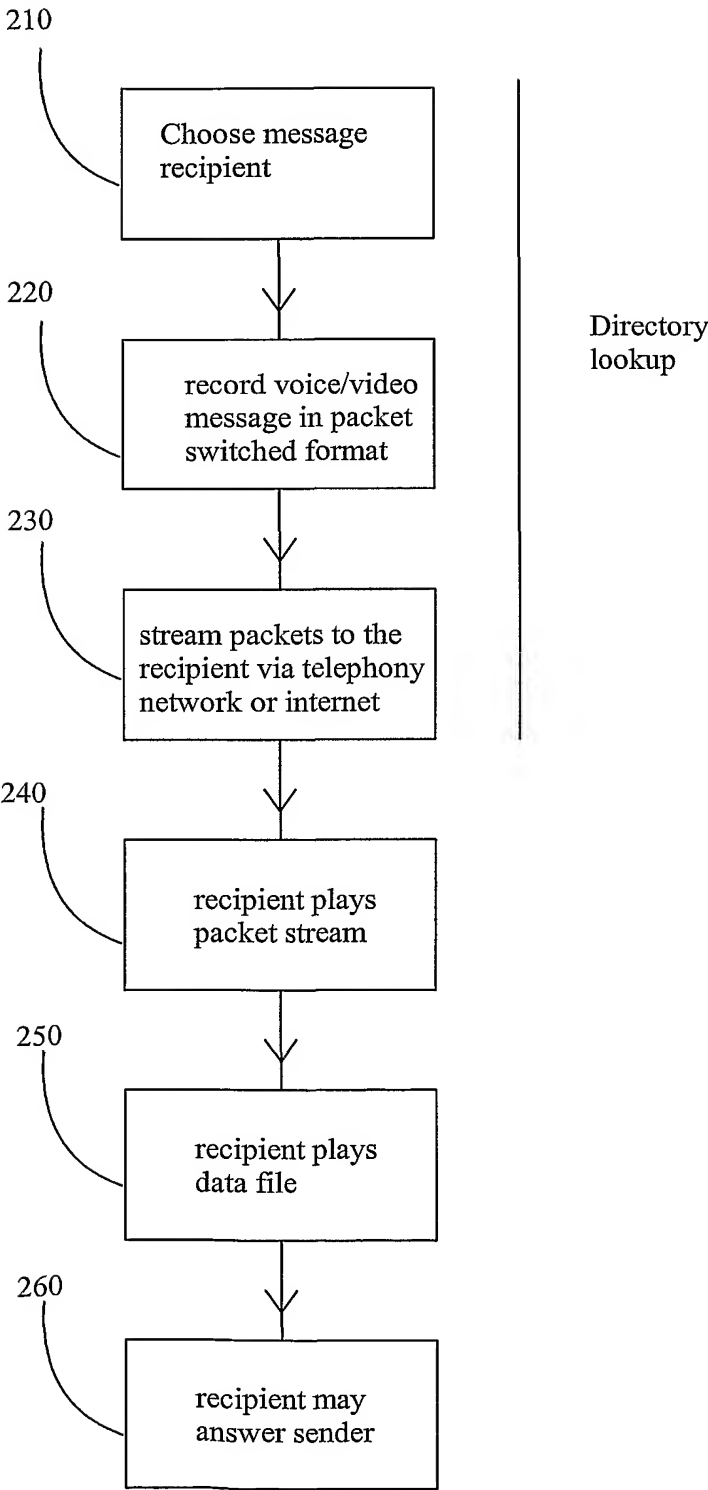 210
Choose message
recipient
220
record voice/video
message in packet
switched format
Directory
lookup
230
stream packets to the
recipient via telephony
network or internet
240
recipient plays
packet stream
250
recipient plays
data file
260
recipient may
answer sender